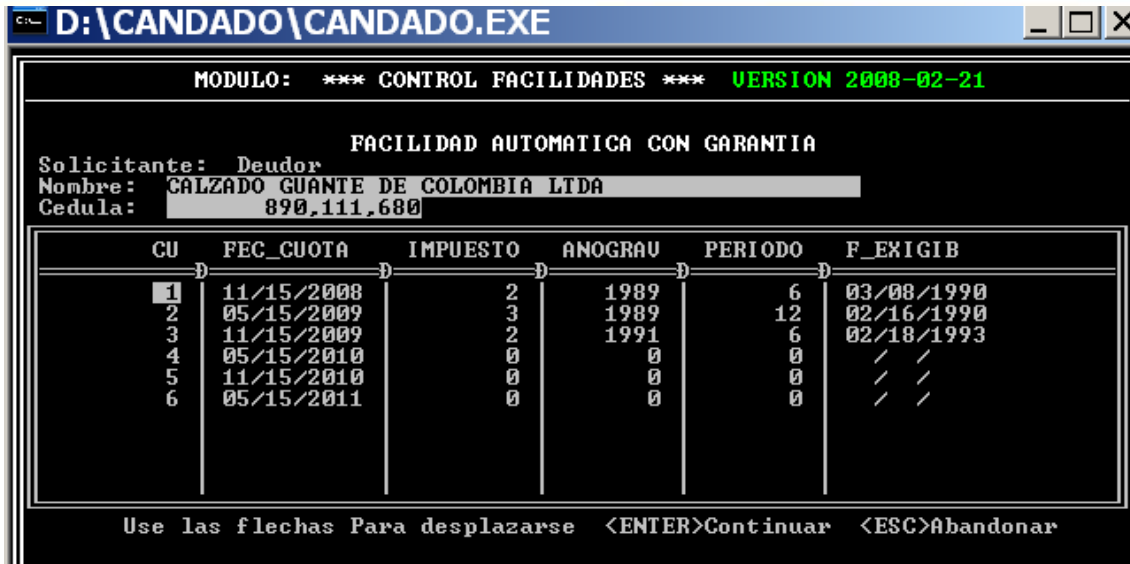 D:\CANDADO\CANDADO.EXE
MODULO: *** CONTROL FACILIDADES *** VERSION 2008-02-21
FACILIDAD AUTOMATICA CON GARANTIA
Solicitante: Deudor
Nombre: CALZADO GUANTE DE COLOMBIA LTDA
Cedula: 890,111,680
CU FEC_CUOTA IMPUESTO ANOGRAV PERIODO F_EXIGIB
1 11/15/2008 2 1989 6 03/08/1990
2 05/15/2009 3 1989 12 02/16/1990
3 11/15/2009 2 1991 6 02/18/1993
4 05/15/2010 0 0 0 / /
5 11/15/2010 0 0 0 / /
6 05/15/2011 0 0 0 / /
Use las flechas Para desplazarse <ENTER>Continuar <ESC>Abandonar